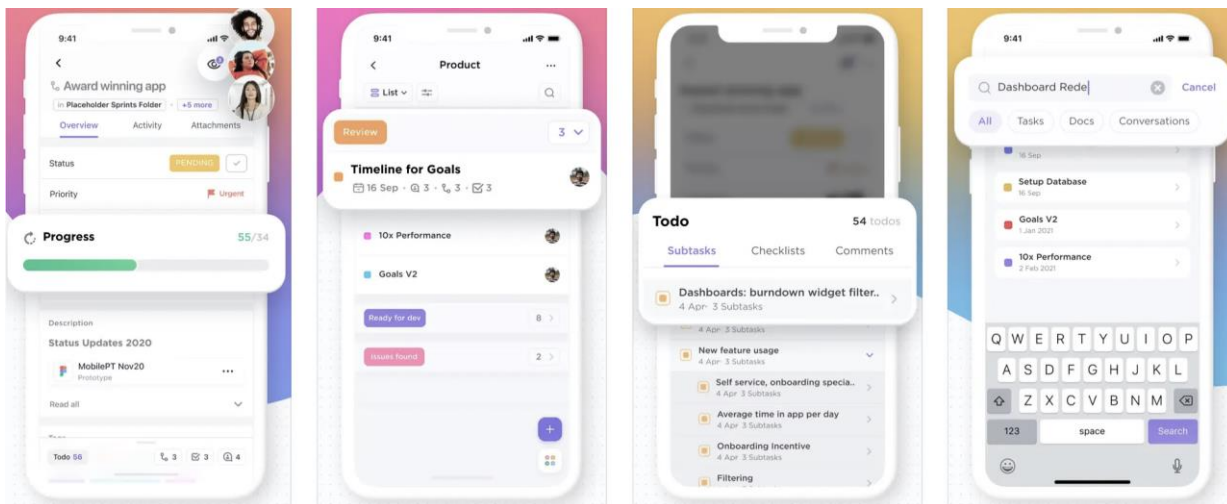 9:41
Award winning app
in Placeholder Sprints Folder
+5 more
Overview Activity Attachments
Status PENDING
Priority Urgent
Progress 55/34
Description
Status Updates 2020
MobilePT Nov20
Prototype
Read all
Todo 56 3 3 4
9:41
Product
List
Review 3
Timeline for Goals
16 Sep · 3 · 3 · 3
10x Performance
Goals V2
Ready for dev 8
Issues found 2
Todo 54 todos
Subtasks Checklists Comments
Dashboards: burndown widget filter..
4 Apr· 3 Subtasks
4 Apr· 3 Subtasks
New feature usage
4 Apr· 3 Subtasks
Self service, onboarding specia..
4 Apr 3 Subtasks
Average time in app per day
4 Apr 3 Subtasks
Onboarding Incentive
4 Apr 3 Subtasks
Filtering
9:41
Dashboard Rede
Cancel
All Tasks Docs Conversations
16 Sep
Setup Database
16 Sep
Goals V2
1 Jan 2021
10x Performance
2 Feb 2021
Q W E R T Y U I O P
A S D F G H J K L
Z X C V B N M
123 space Search